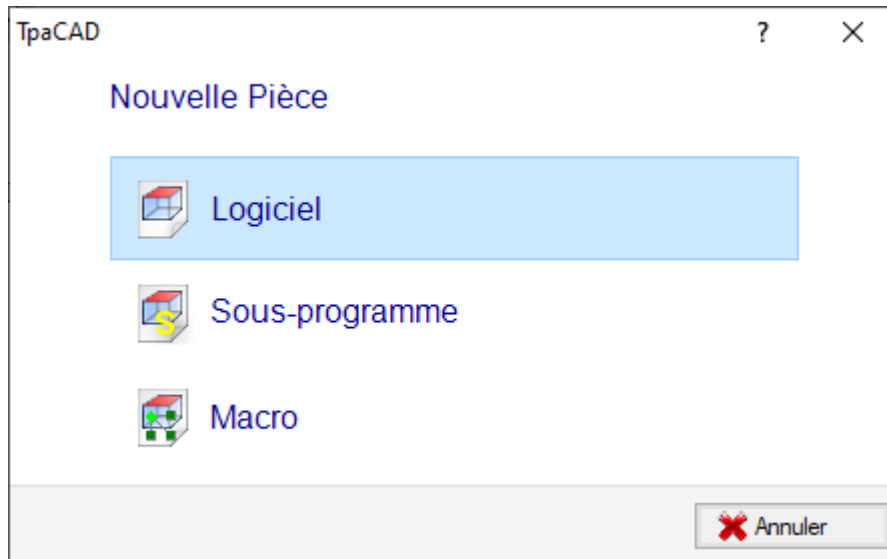 TpaCAD
?
Nouvelle Pièce
Logiciel
Sous-programme
S
Macro
Annuler